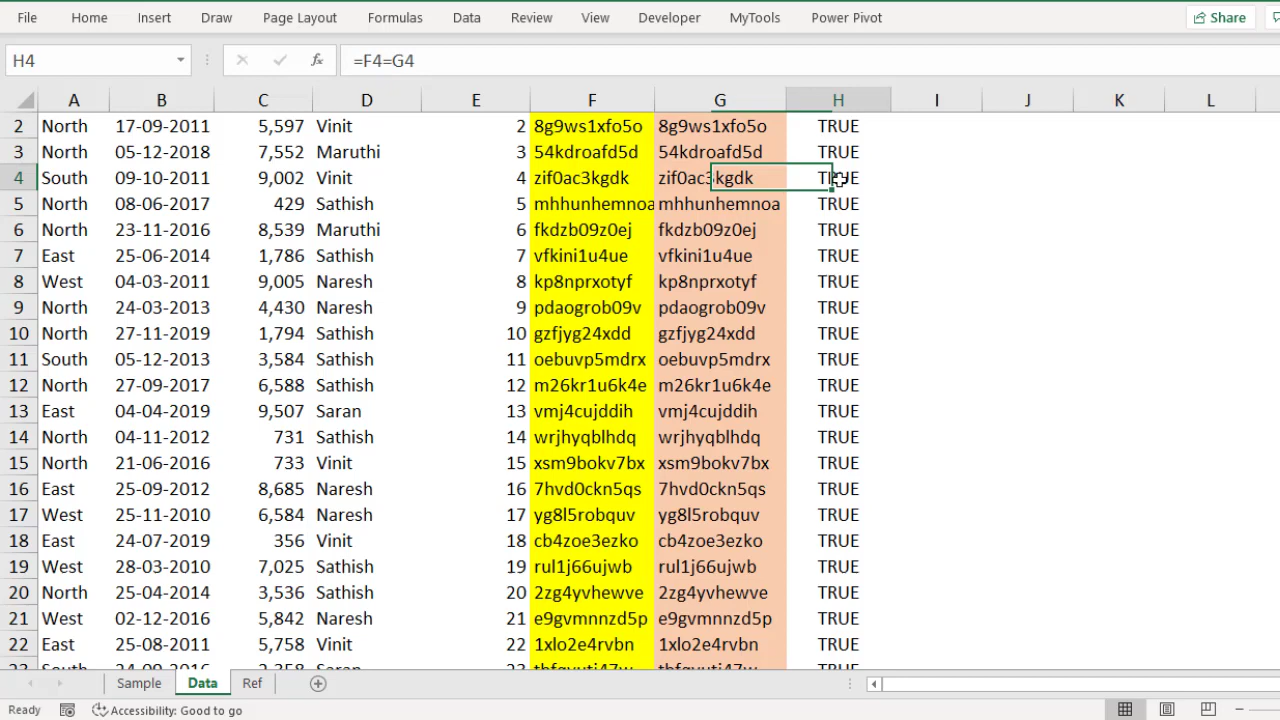 File Home Insert Draw Page Layout Formulas Data Review View Developer MyTools Power Pivot Share
H4 fx =F4=G4
A B C D E F G H I J K L
2 North 17-09-2011 5,597 Vinit 2 8g9ws1xfo5o 8g9ws1xfo5o TRUE
3 North 05-12-2018 7,552 Maruthi 3 54kdroafd5d 54kdroafd5d TRUE
4 South 09-10-2011 9,002 Vinit 4 zif0ac3kgdk zif0ac3kgdk TRUE
5 North 08-06-2017 429 Sathish 5 mhhunhemnoa mhhunhemnoa TRUE
6 North 23-11-2016 8,539 Maruthi 6 fkdzb09z0ej fkdzb09z0ej TRUE
7 East 25-06-2014 1,786 Sathish 7 vfkini1u4ue vfkini1u4ue TRUE
8 West 04-03-2011 9,005 Naresh 8 kp8nprxotyf kp8nprxotyf TRUE
9 North 24-03-2013 4,430 Naresh 9 pdaogrob09v pdaogrob09v TRUE
10 North 27-11-2019 1,794 Sathish 10 gzfjyg24xdd gzfjyg24xdd TRUE
11 South 05-12-2013 3,584 Sathish 11 oebuvp5mdrx oebuvp5mdrx TRUE
12 North 27-09-2017 6,588 Sathish 12 m26kr1u6k4e m26kr1u6k4e TRUE
13 East 04-04-2019 9,507 Saran 13 vmj4cujddih vmj4cujddih TRUE
14 North 04-11-2012 731 Sathish 14 wrjhyqblhdq wrjhyqblhdq TRUE
15 North 21-06-2016 733 Vinit 15 xsm9bokv7bx xsm9bokv7bx TRUE
16 East 25-09-2012 8,685 Naresh 16 7hvd0ckn5qs 7hvd0ckn5qs TRUE
17 West 25-11-2010 6,584 Naresh 17 yg8l5robquv yg8l5robquv TRUE
18 East 24-07-2019 356 Vinit 18 cb4zoe3ezko cb4zoe3ezko TRUE
19 West 28-03-2010 7,025 Sathish 19 rul1j66ujwb rul1j66ujwb TRUE
20 North 25-04-2014 3,536 Sathish 20 2zg4yvhewve 2zg4yvhewve TRUE
21 West 02-12-2016 5,842 Naresh 21 e9gvmnnzd5p e9gvmnnzd5p TRUE
22 East 25-08-2011 5,758 Vinit 22 1xlo2e4rvbn 1xlo2e4rvbn TRUE
23 South 24-09-2016 2,358 Saran 23 TRUE
Sample Data Ref
Ready Accessibility: Good to go